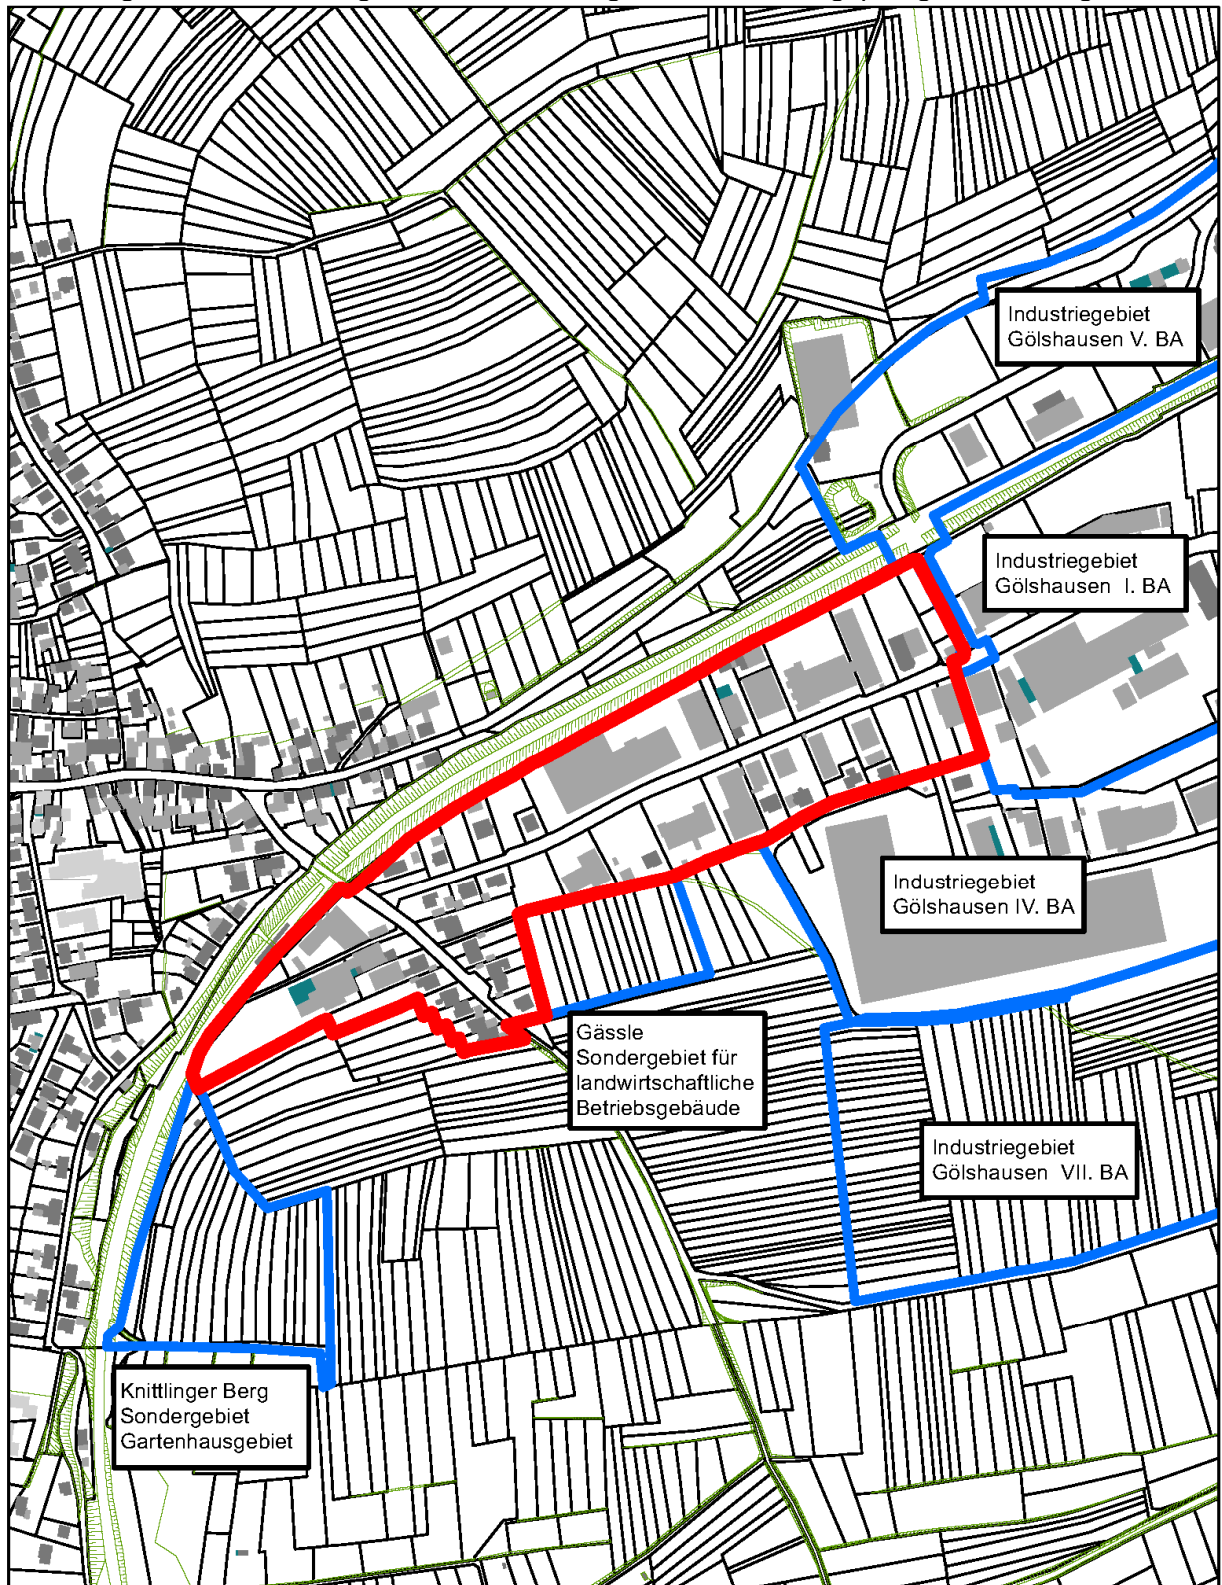 Industriegebiet
Gölshausen V. BA
Industriegebiet
Gölshausen I. BA
Industriegebiet
Gölshausen IV. BA
Gässle
Sondergebiet für
landwirtschaftliche
Betriebsgebäude
Industriegebiet
Gölshausen VII. BA
Knittlinger Berg
Sondergebiet
Gartenhausgebiet